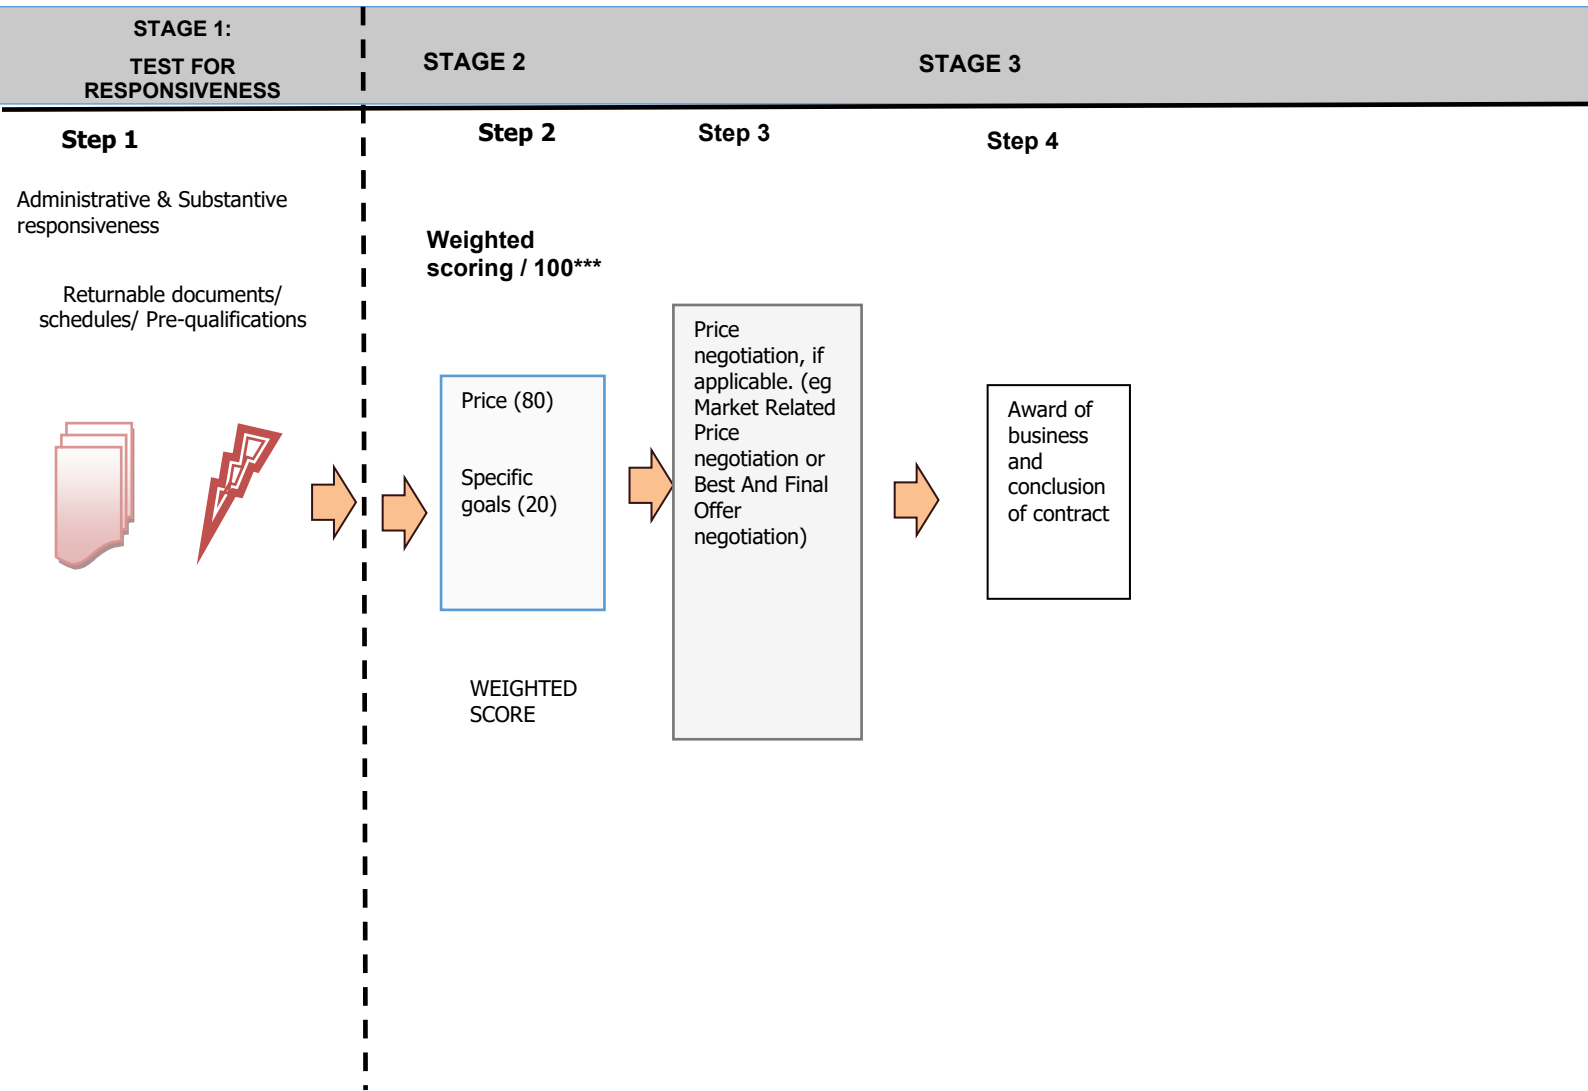 STAGE 1:
TEST FOR
RESPONSIVENESS
STAGE 2
STAGE 3
Step 1
Step 2
Step 3
Step 4
Administrative & Substantive
responsiveness
Returnable documents/
schedules/ Pre-qualifications
Weighted
scoring / 100***
Price (80)
Specific
goals (20)
WEIGHTED
SCORE
Price
negotiation, if
applicable. (eg
Market Related
Price
negotiation or
Best And Final
Offer
negotiation)
Award of
business
and
conclusion
of contract